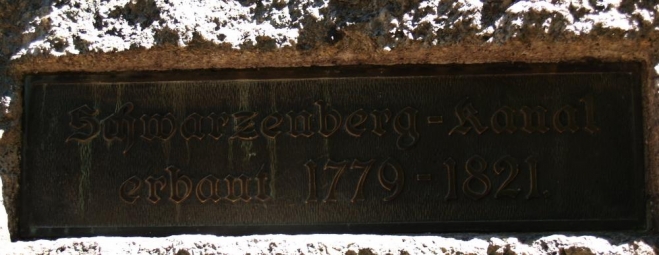 Schwarzenberg-Kanal
erbaut 1779-1821.